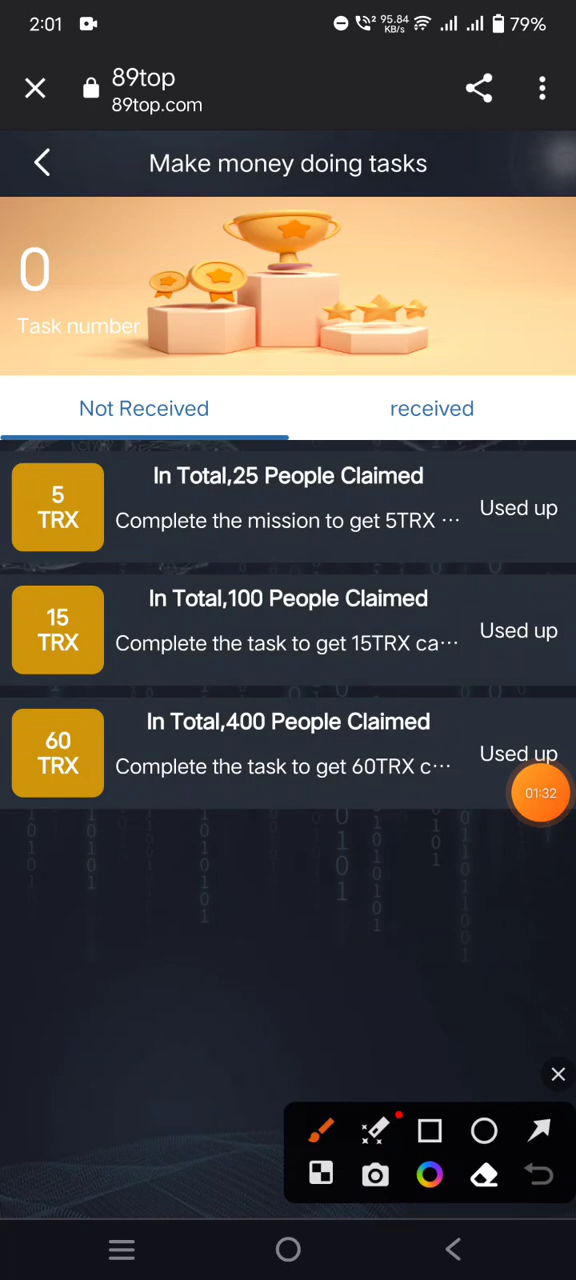 2:01
2
95.84
KB/s
79%
89top
89top.com
Make money doing tasks
0
Task number
Not Received
received
In Total,25 People Claimed
5
TRX
Complete the mission to get 5TRX ···
Used up
In Total,100 People Claimed
15
TRX
Complete the task to get 15TRX ca···
Used up
In Total,400 People Claimed
60
TRX
Complete the task to get 60TRX c···
Used up
01:32